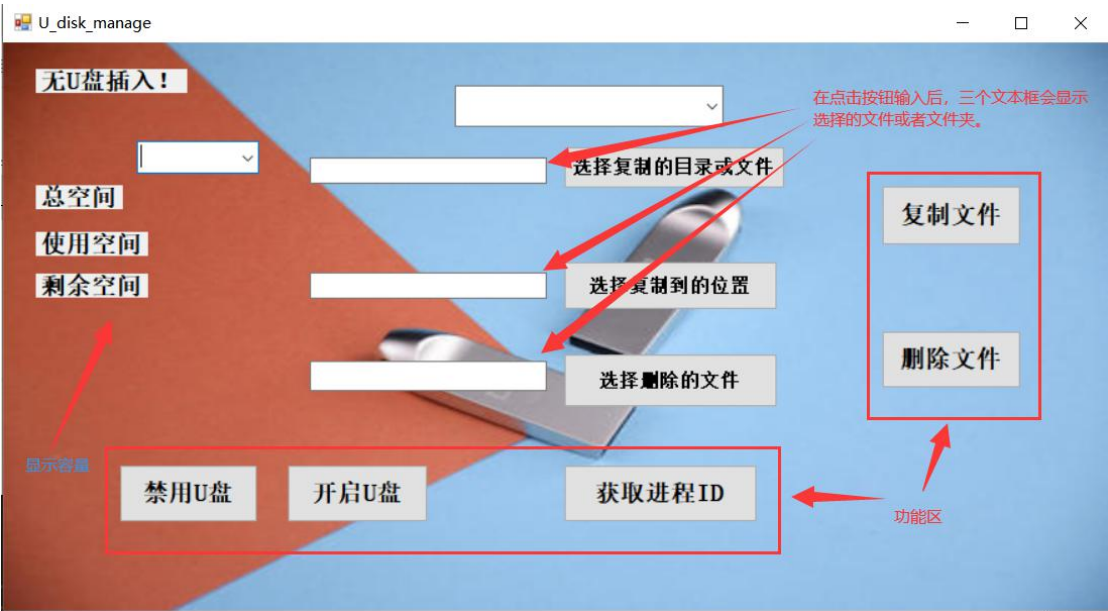 U_disk_manage
无U盘插入！
在点击按钮输入后，三个文本框会显示
选择的文件或者文件夹。
选择复制的目录或文件
总空间
复制文件
使用空间
剩余空间
选择复制到的位置
删除文件
选择删除的文件
显示容量
禁用U盘
开启U盘
获取进程ID
功能区